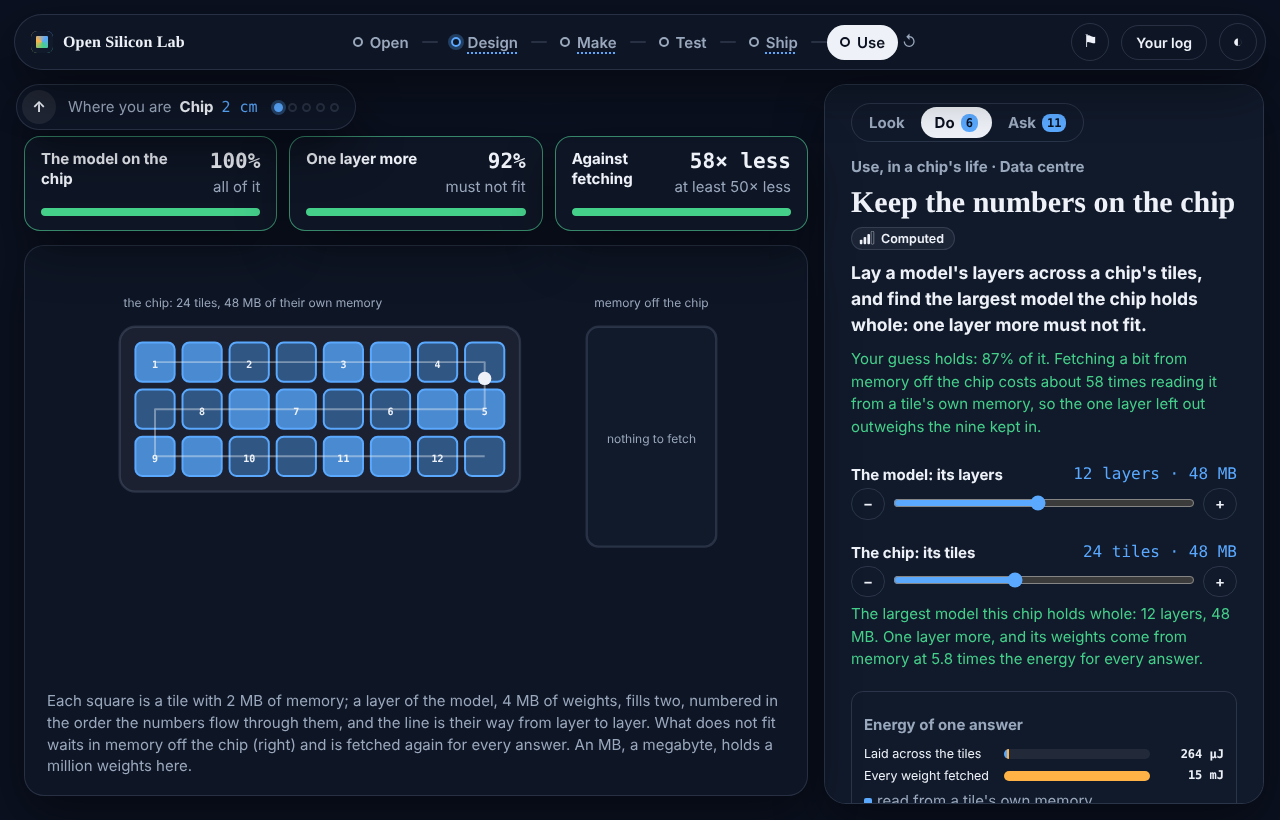 Open Silicon Lab
Open
Design
Make
Test
Ship
Use
Your log
Where you are Chip 2 cm
The model on the chip
100%
all of it
One layer more
92%
must not fit
Against fetching
58× less
at least 50× less
the chip: 24 tiles, 48 MB of their own memory
memory off the chip
1 2 3 4
8 7 6 5
9 10 11 12
nothing to fetch
Each square is a tile with 2 MB of memory; a layer of the model, 4 MB of weights, fills two, numbered in
the order the numbers flow through them, and the line is their way from layer to layer. What does not fit
waits in memory off the chip (right) and is fetched again for every answer. An MB, a megabyte, holds a
million weights here.
Look
Do 6
Ask 11
Use, in a chip's life · Data centre
Keep the numbers on the chip
Computed
Lay a model's layers across a chip's tiles,
and find the largest model the chip holds
whole: one layer more must not fit.
Your guess holds: 87% of it. Fetching a bit from
memory off the chip costs about 58 times reading it
from a tile's own memory, so the one layer left out
outweighs the nine kept in.
The model: its layers
12 layers · 48 MB
−
+
The chip: its tiles
24 tiles · 48 MB
−
+
The largest model this chip holds whole: 12 layers, 48
MB. One layer more, and its weights come from
memory at 5.8 times the energy for every answer.
Energy of one answer
Laid across the tiles
264 µJ
Every weight fetched
15 mJ
read from a tile's own memory